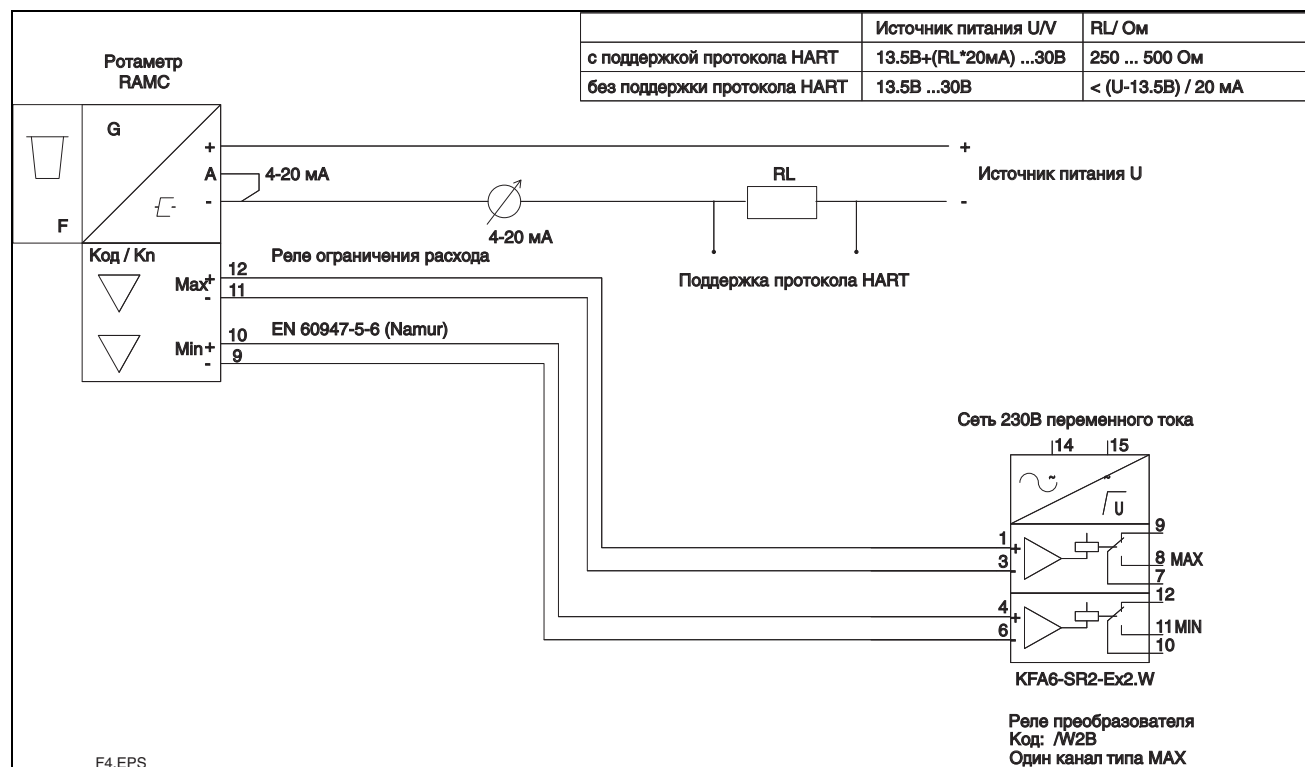 Источник питания U/V
RL/ Ом
с поддержкой протокола HART
13.5В+(RL*20мА) ...30В
250 ... 500 Ом
без поддержки протокола HART
13.5В ...30В
< (U-13.5В) / 20 мА
Ротаметр
RAMC
G
F
+
A
-
4-20 мА
4-20 мА
RL
+
Источник питания U
-
Поддержка протокола HART
Код / Кn
Max+
-
Min+
-
12
11
10
9
Реле ограничения расхода
EN 60947-5-6 (Namur)
Сеть 230В переменного тока
14
15
~
~
U
1
+
3
-
9
8 MAX
7
4
+
6
-
12
11 MIN
10
KFA6-SR2-Ex2.W
Реле преобразователя
Код: /W2B
Один канал типа MAX
F4.EPS